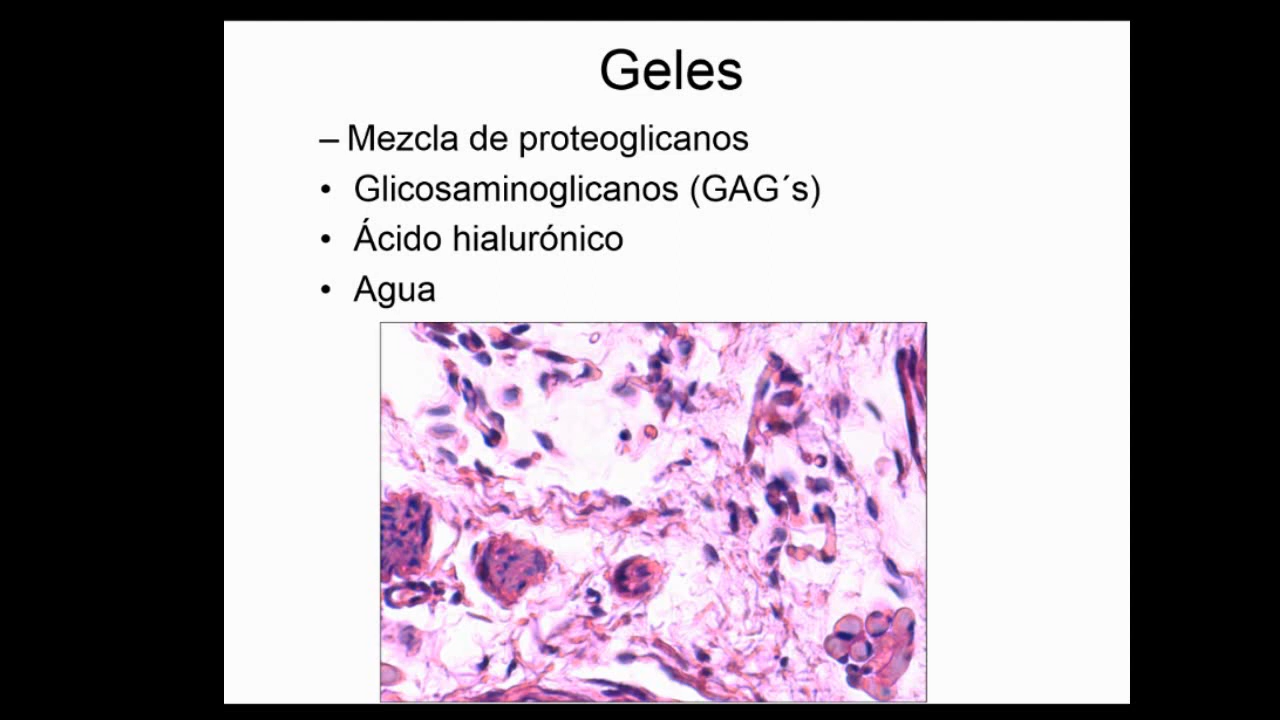 Geles
– Mezcla de proteoglicanos
• Glicosaminoglicanos (GAG´s)
• Ácido hialurónico
• Agua